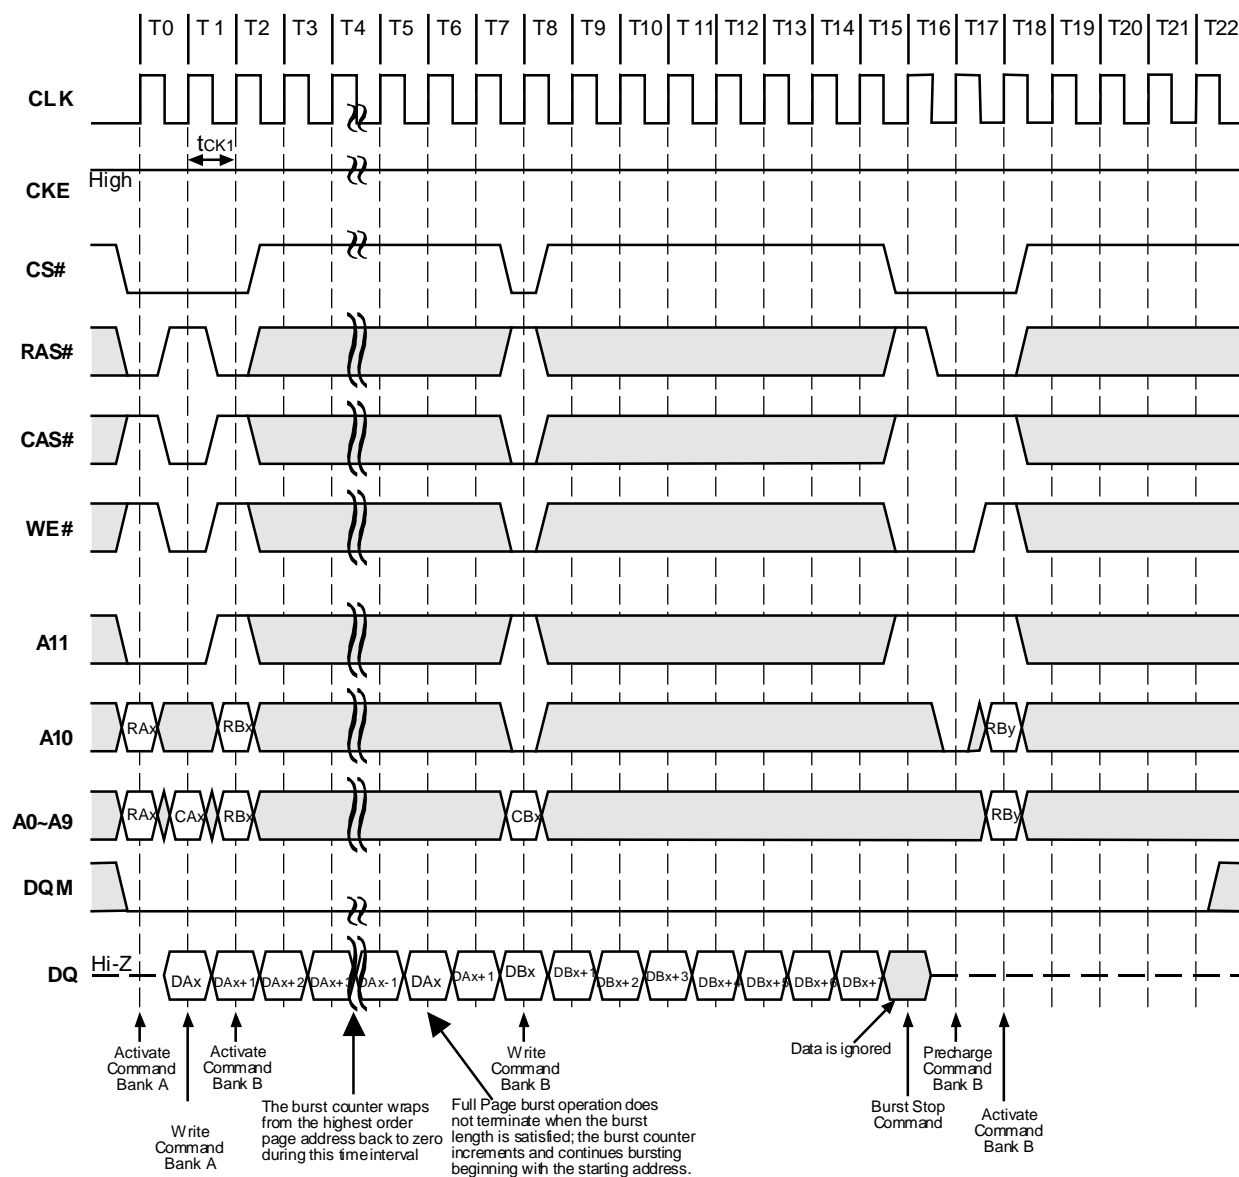 T0 T 1 T2 T3 T4 T5 T6 T7 T8 T9 T10 T 11 T12 T13 T14 T15 T16 T17 T18 T19 T20 T21 T22
CLK
tCK1
High
CKE
CS#
RAS#
CAS#
WE#
A11
A10
RAx RBx RBy
A0~A9
RAx CAx RBx CBx RBy
DQM
DQ
Hi-Z
DAx DAx+1 DAx+2 DAx+3 DAx-1 DAx DAx+1 DBx DBx+1 DBx+2 DBx+3 DBx+4 DBx+5 DBx+6 DBx+7
Activate
Command
Bank A
Write
Command
Bank A
Activate
Command
Bank B
The burst counter wraps
from the highest order
page address back to zero
during this time interval
Full Page burst operation does
not terminate when the burst
length is satisfied; the burst counter
increments and continues bursting
beginning with the starting address.
Write
Command
Bank B
Data is ignored
Burst Stop
Command
Precharge
Command
Bank B
Activate
Command
Bank B